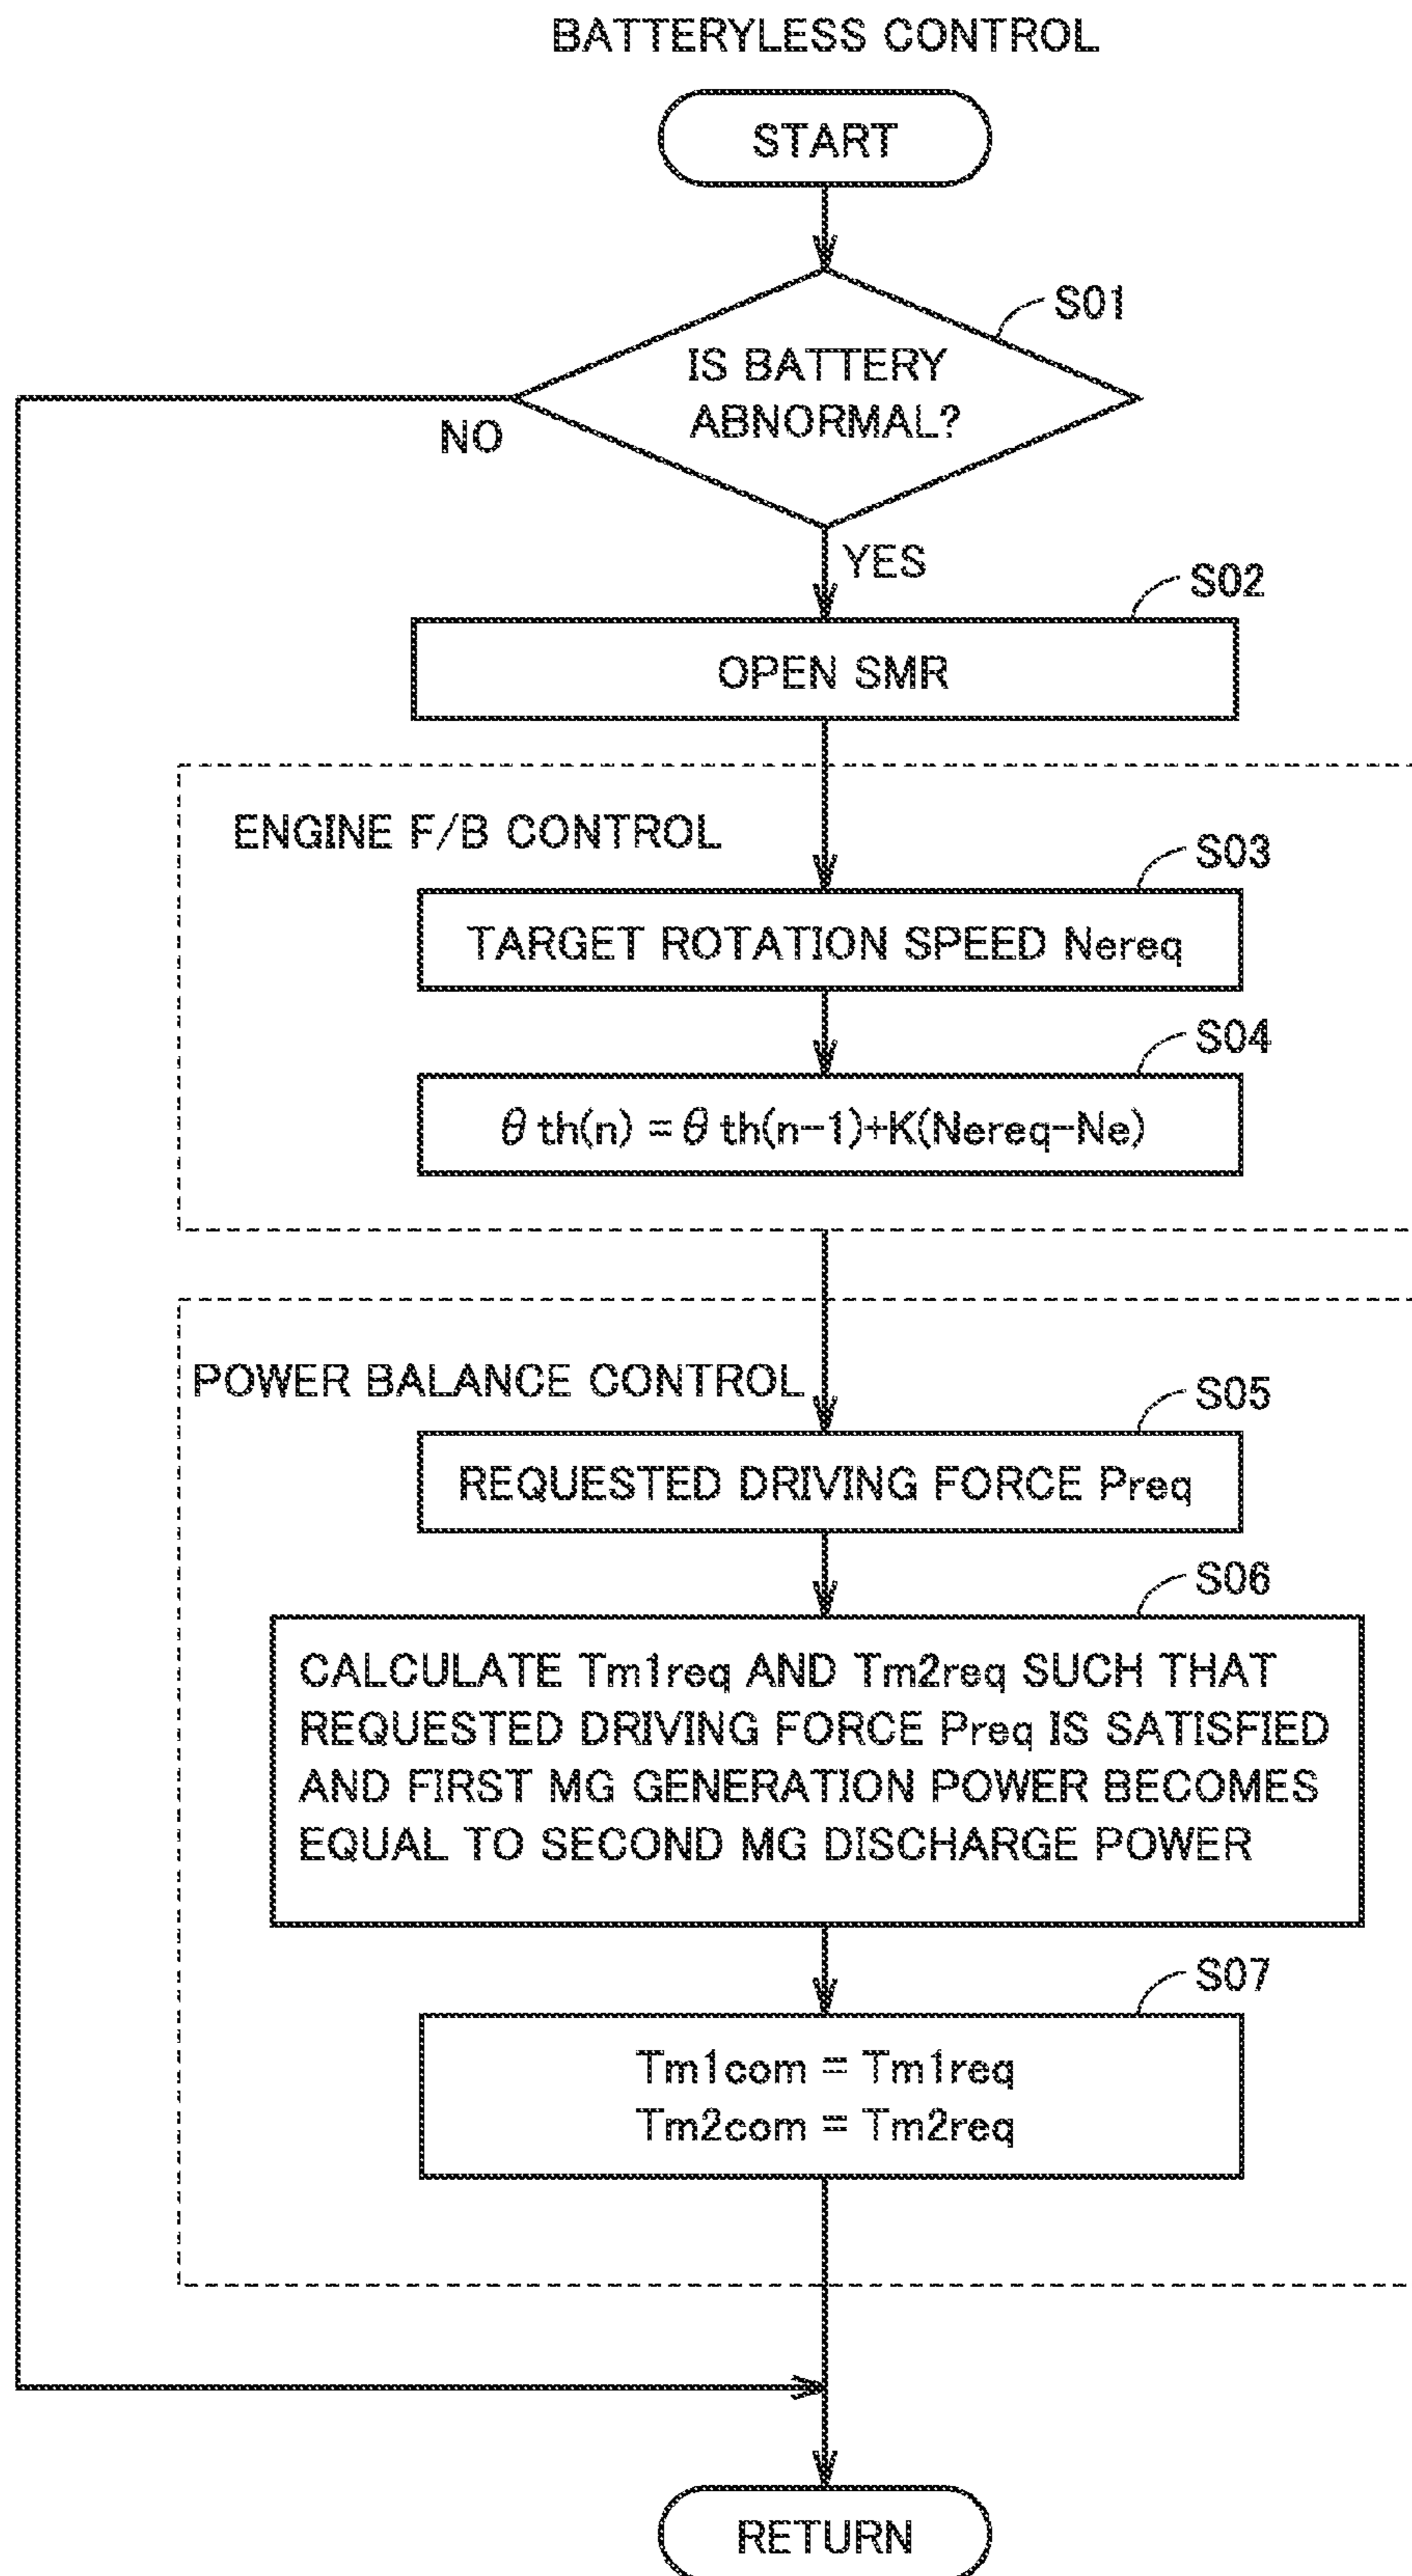 BATTERYLESS CONTROL
START
S01
IS BATTERY
ABNORMAL?
NO
YES
S02
OPEN SMR
ENGINE F/B CONTROL
S03
TARGET ROTATION SPEED Nereq
S04
θth(n) = θth(n-1)+K(Nereq-Ne)
POWER BALANCE CONTROL
S05
REQUESTED DRIVING FORCE Preq
S06
CALCULATE Tm1req AND Tm2req SUCH THAT
REQUESTED DRIVING FORCE Preq IS SATISFIED
AND FIRST MG GENERATION POWER BECOMES
EQUAL TO SECOND MG DISCHARGE POWER
S07
Tm1com = Tm1req
Tm2com = Tm2req
RETURN